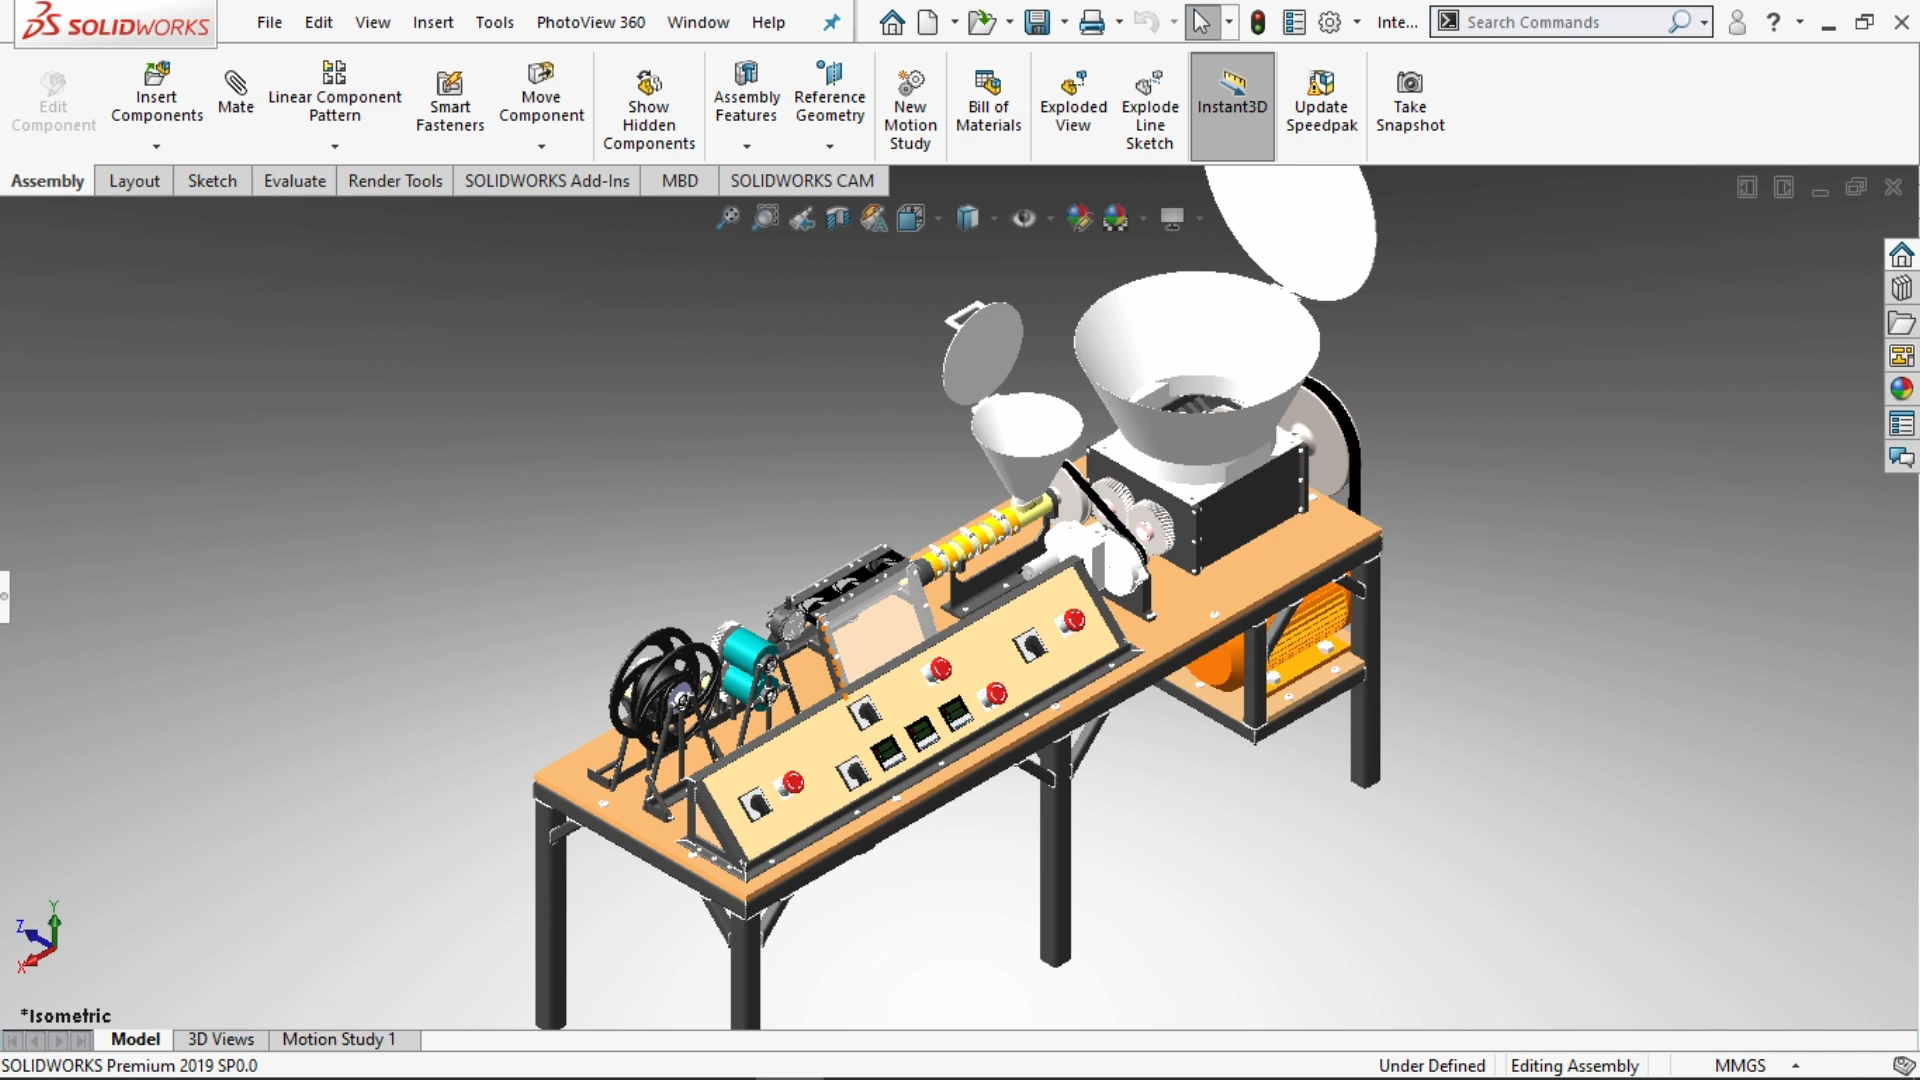 SOLIDWORKS
File Edit View Insert Tools PhotoView 360 Window Help
Inte...
Search Commands
?
Edit Component
Insert Components
Mate
Linear Component Pattern
Smart Fasteners
Move Component
Show Hidden Components
Assembly Features
Reference Geometry
New Motion Study
Bill of Materials
Exploded View
Explode Line Sketch
Instant3D
Update Speedpak
Take Snapshot
Assembly Layout Sketch Evaluate Render Tools SOLIDWORKS Add-Ins MBD SOLIDWORKS CAM
Y
Z
X
*Isometric
Model 3D Views Motion Study 1
SOLIDWORKS Premium 2019 SP0.0
Under Defined Editing Assembly MMGS